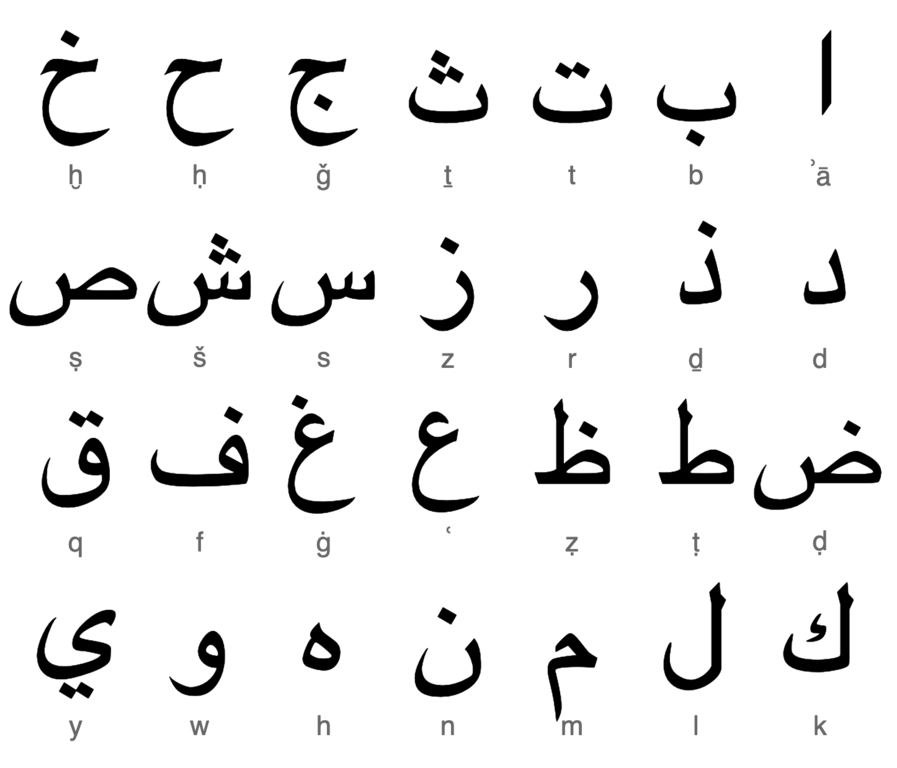 ا ب ت ث ج ح خ
ʾā b t ṯ ǧ ḥ ḫ
د ذ ر ز س ش ص
d ḏ r z s š ṣ
ض ط ظ ع غ ف ق
ḍ ṭ ẓ ʿ ġ f q
ك ل م ن ه و ي
k l m n h w y